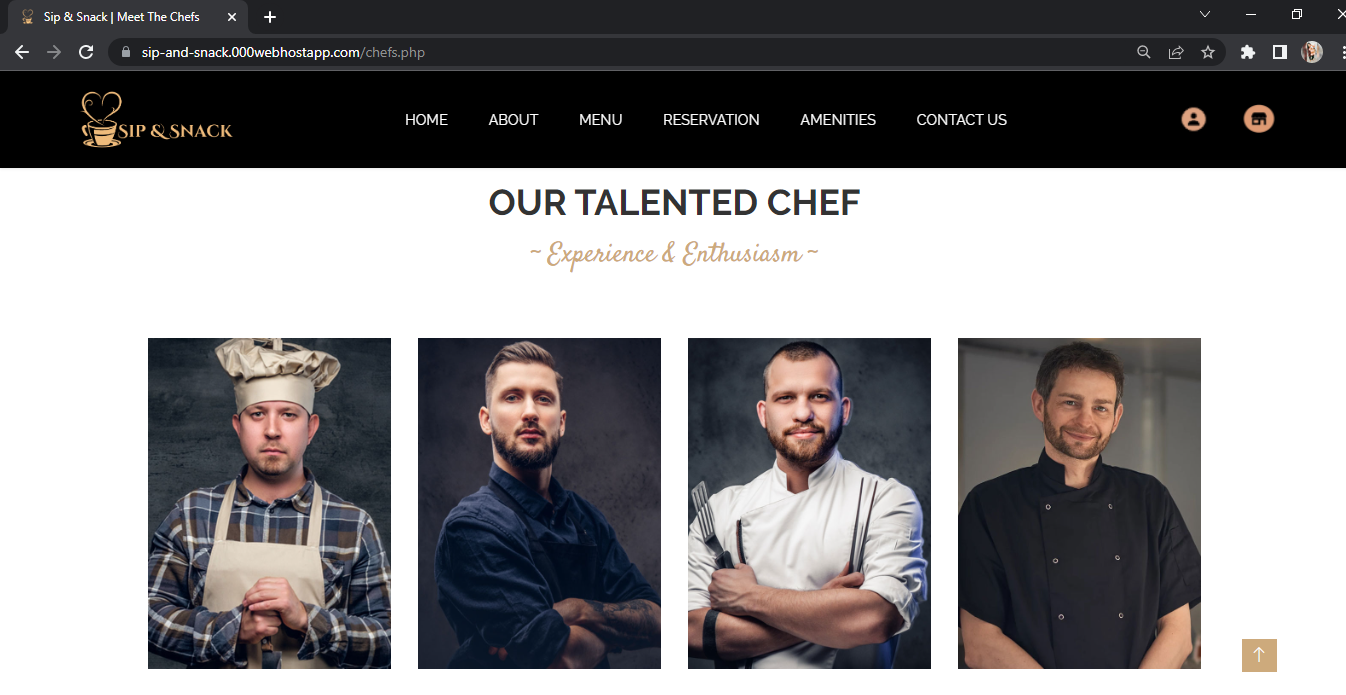 Sip & Snack | Meet The Chefs
sip-and-snack.000webhostapp.com/chefs.php
SIP & SNACK
HOME ABOUT MENU RESERVATION AMENITIES CONTACT US
OUR TALENTED CHEF
~ Experience & Enthusiasm ~